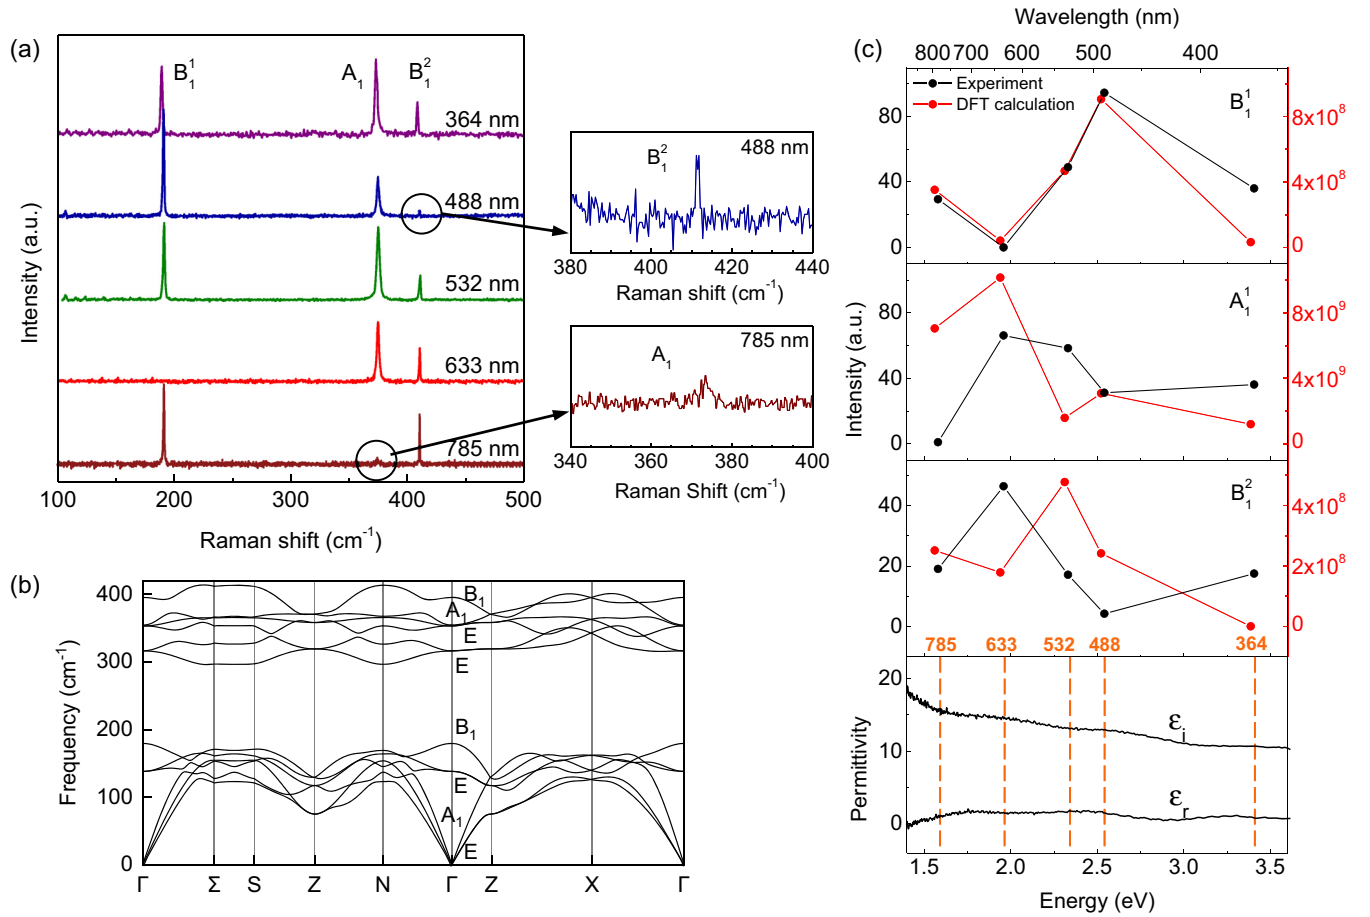 (a)
B₁¹
A₁
B₁²
364 nm
488 nm
532 nm
633 nm
785 nm
Intensity (a.u.)
100
200
300
400
500
Raman shift (cm⁻¹)
B₁²
488 nm
380
400
420
440
Raman shift (cm⁻¹)
A₁
785 nm
340
360
380
400
Raman Shift (cm⁻¹)
(b)
Frequency (cm⁻¹)
400
300
200
100
0
B₁
A₁
E
E
B₁
E
A₁
E
Γ Σ S Z N Γ Z X Γ
(c)
Wavelength (nm)
800 700 600 500 400
Experiment
DFT calculation
B₁¹
80
40
0
8x10⁸
4x10⁸
0
A₁¹
Intensity (a.u.)
80
40
0
8x10⁹
4x10⁹
0
B₁²
40
20
0
4x10⁸
2x10⁸
0
785 633 532 488 364
Permittivity
20
10
0
εᵢ
εᵣ
1.5 2.0 2.5 3.0 3.5
Energy (eV)